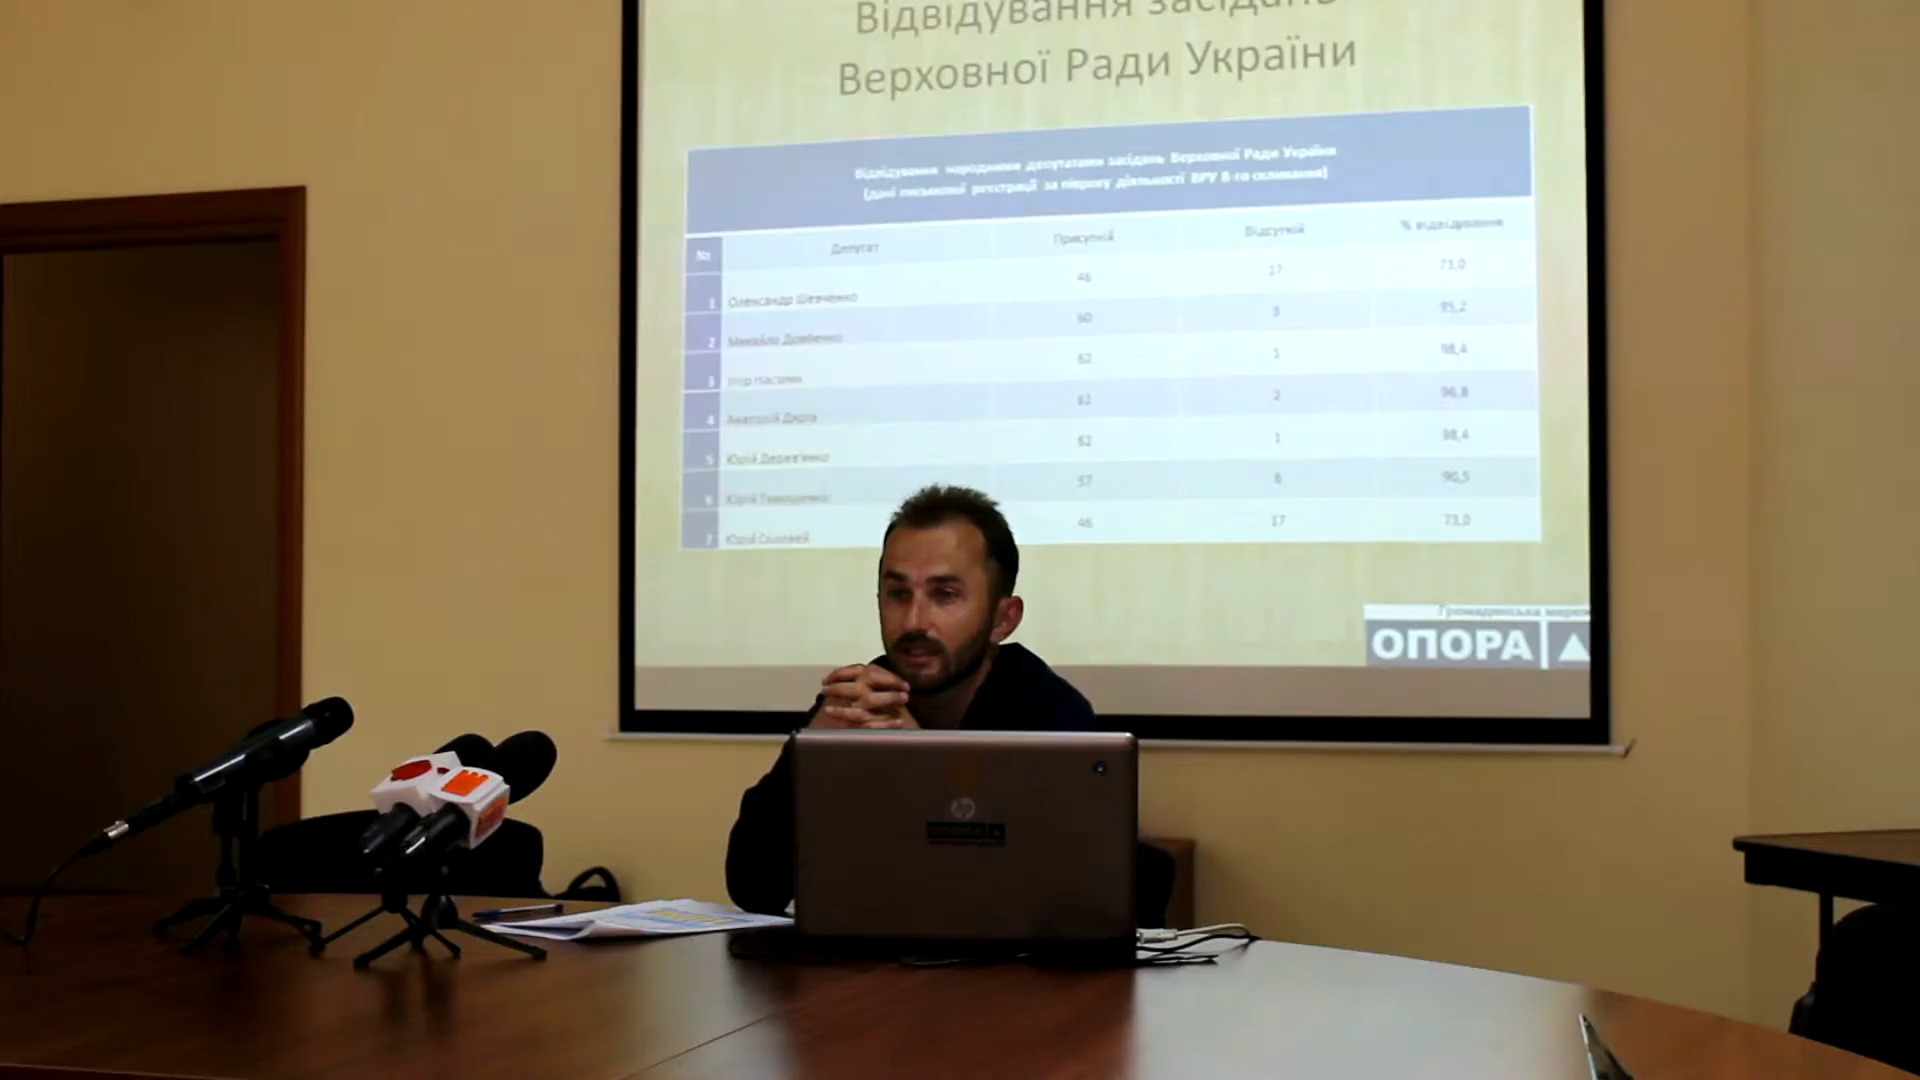 Відвідування засідань
Верховної Ради України
Відвідування народними депутатами засідань Верховної Ради України
(дані письмової реєстрації за півроку діяльності ВРУ 8-го скликання)
№ Депутат Присутній Відсутній % відвідування
1 Олександр Шевченко 46 17 73,0
2 Михайло Довбенко 60 3 95,2
3 Ігор Насалик 62 1 98,4
4 Анатолій Дирів 61 2 96,8
5 Юрій Дерев'янко 62 1 98,4
6 Юрій Тимошенко 57 6 90,5
7 Юрій Соловей 46 17 73,0
Громадянська мереж
ОПОРА
hp